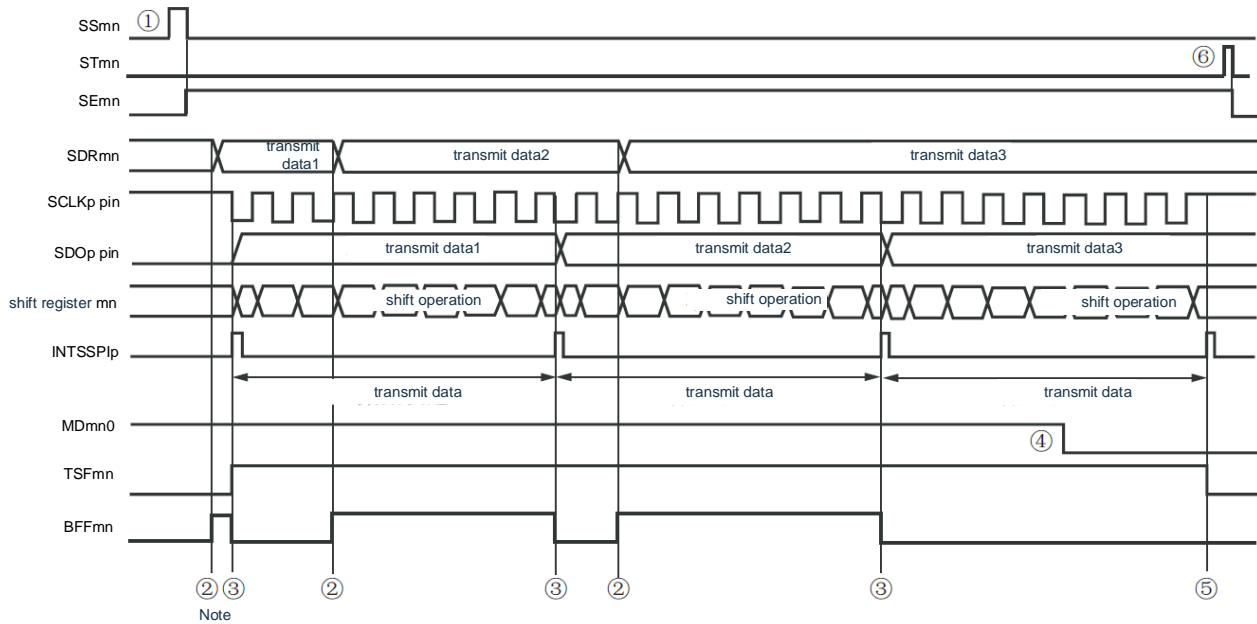 ① SSmn
STmn ⑥
SEmn
SDRmn transmit data1 transmit data2 transmit data3
SCLKp pin
SDOp pin transmit data1 transmit data2 transmit data3
shift register mn shift operation shift operation shift operation
INTSSPIp
transmit data transmit data transmit data
MDmn0 ④
TSFmn
BFFmn
② ③ ② ③ ② ③ ⑤
Note